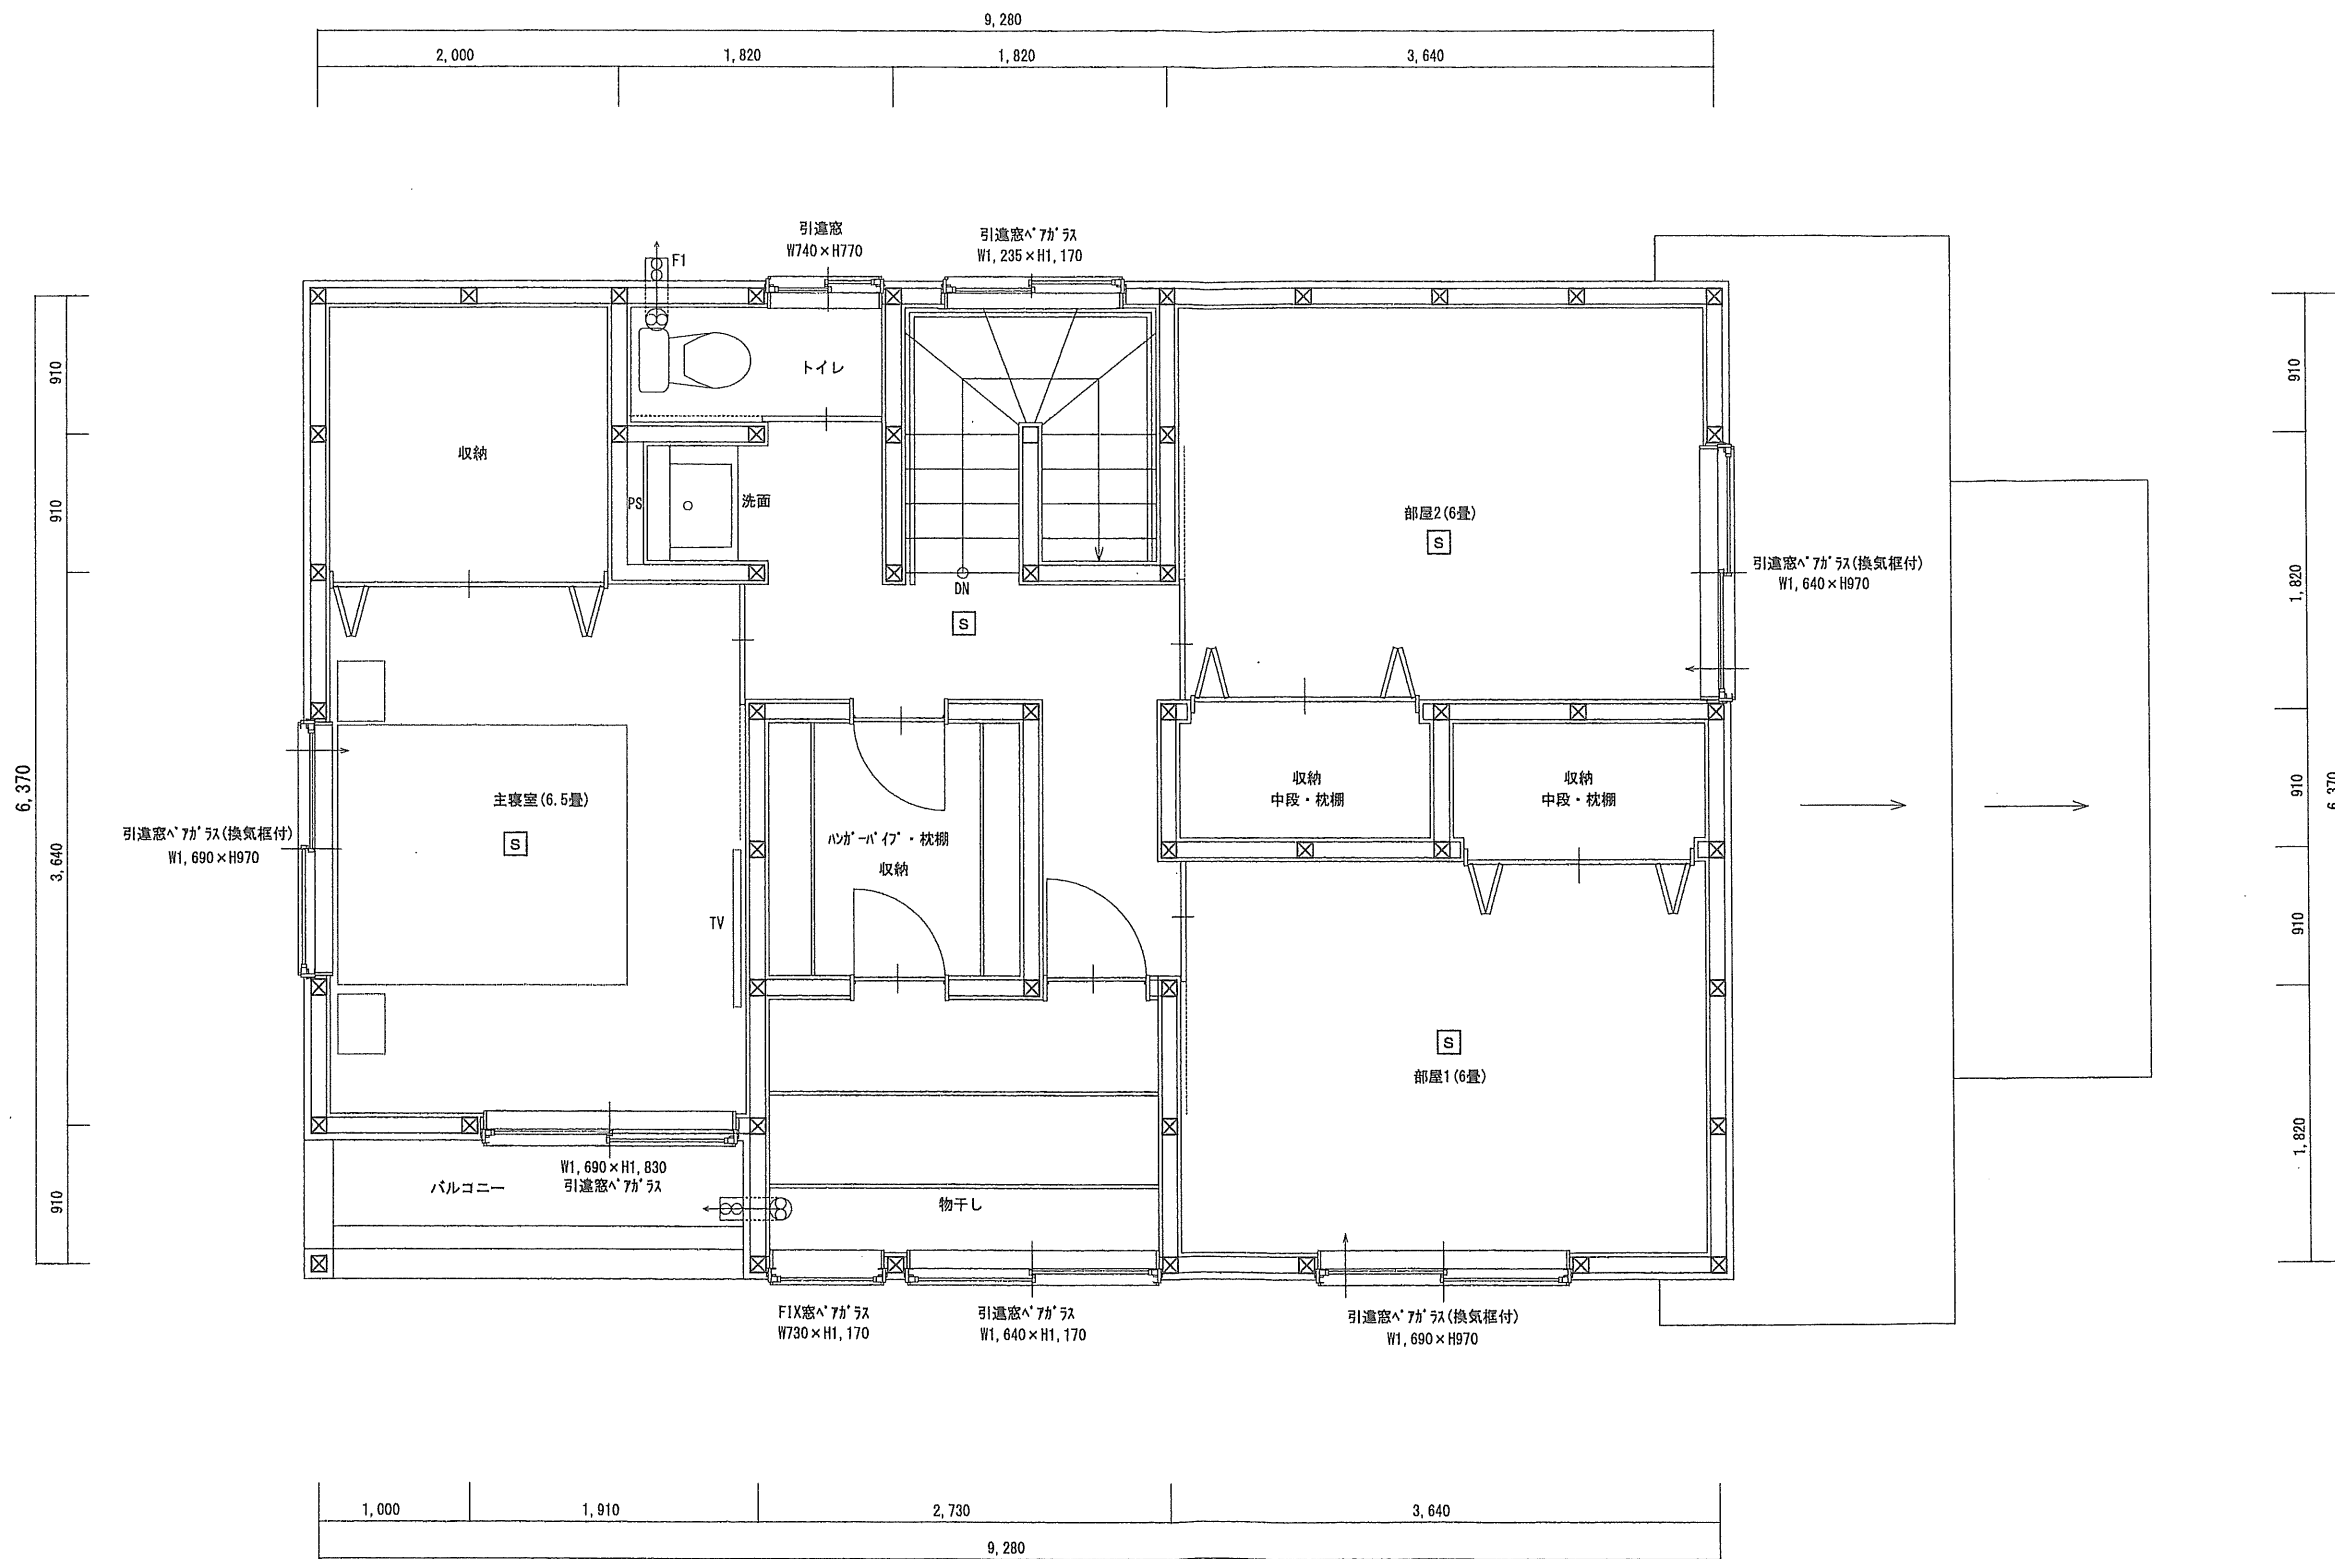 9,280
2,000
1,820
1,820
3,640
引違窓
W740×H770
引違窓ﾍﾟｱｶﾞﾗｽ
W1,235×H1,170
F1
910
910
トイレ
収納
PS
洗面
部屋2(6畳)
S
910
引違窓ﾍﾟｱｶﾞﾗｽ(換気框付)
W1,640×H970
1,820
DN
S
6,370
6,370
収納
中段・枕棚
収納
中段・枕棚
910
主寝室(6.5畳)
S
引違窓ﾍﾟｱｶﾞﾗｽ(換気框付)
W1,690×H970
ﾊﾝｶﾞｰﾊﾟｲﾌﾟ・枕棚
収納
3,640
TV
910
S
部屋1(6畳)
1,820
W1,690×H1,830
引違窓ﾍﾟｱｶﾞﾗｽ
バルコニー
910
物干し
FIX窓ﾍﾟｱｶﾞﾗｽ
W730×H1,170
引違窓ﾍﾟｱｶﾞﾗｽ
W1,640×H1,170
引違窓ﾍﾟｱｶﾞﾗｽ(換気框付)
W1,690×H970
1,000
1,910
2,730
3,640
9,280